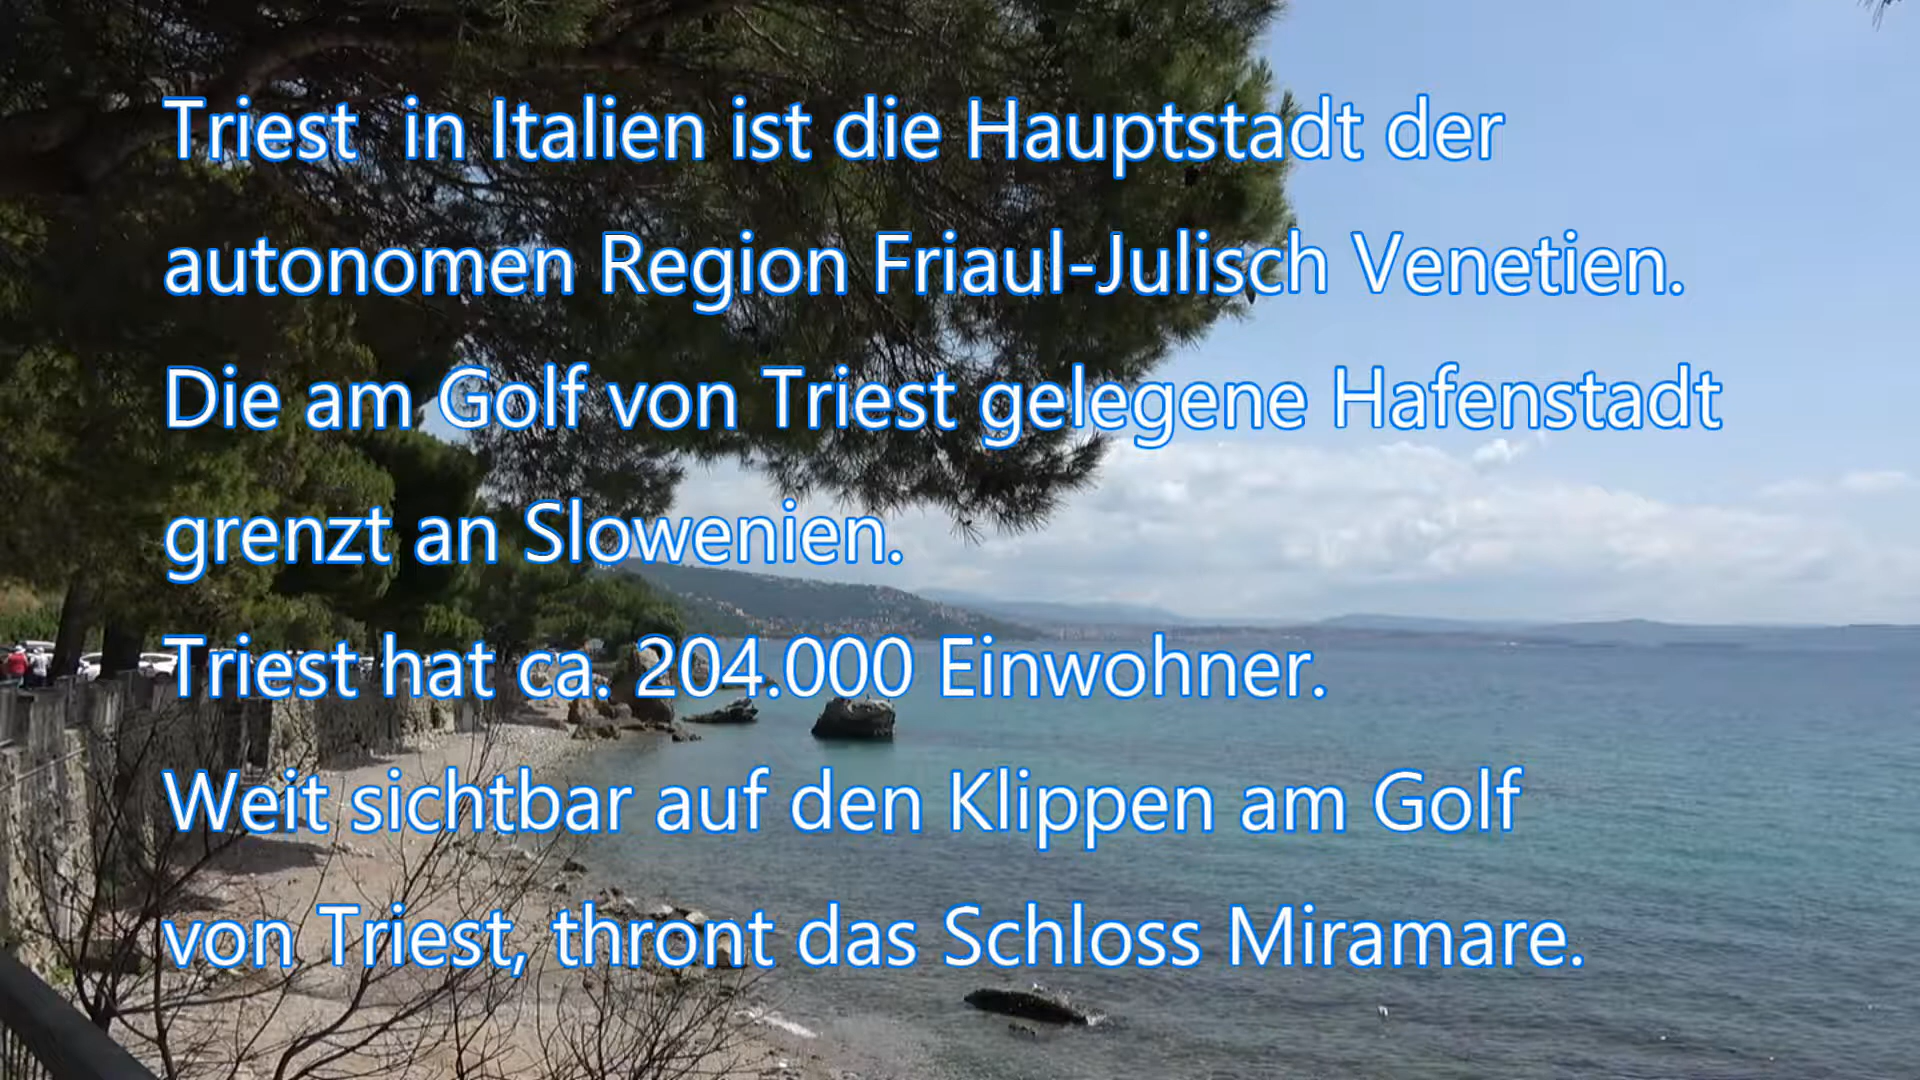 Triest  in Italien ist die Hauptstadt der
autonomen Region Friaul-Julisch Venetien.
Die am Golf von Triest gelegene Hafenstadt
grenzt an Slowenien.
Triest hat ca. 204.000 Einwohner.
Weit sichtbar auf den Klippen am Golf
von Triest, thront das Schloss Miramare.